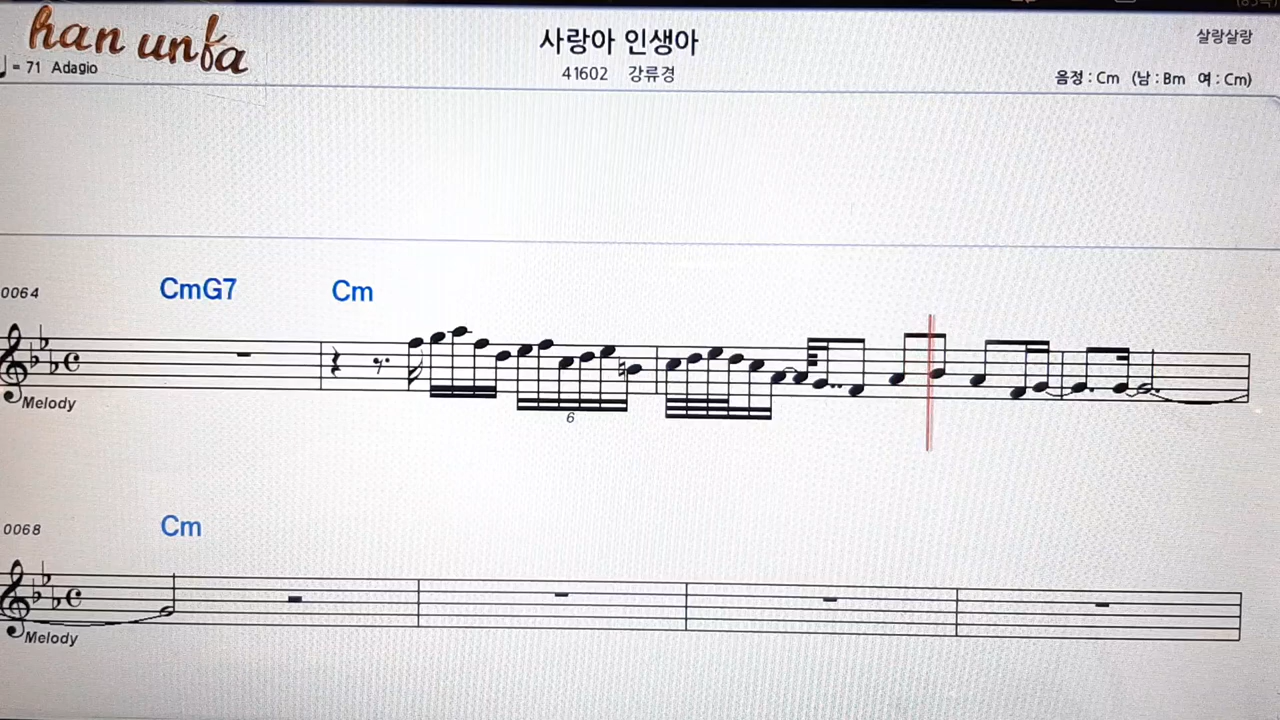 han unfa
사랑아 인생아
살랑살랑
= 71 Adagio
41602 강류경
음정 : Cm (남 : Bm 여 : Cm)
0064
CmG7 Cm
Melody
6
0068
Cm
Melody